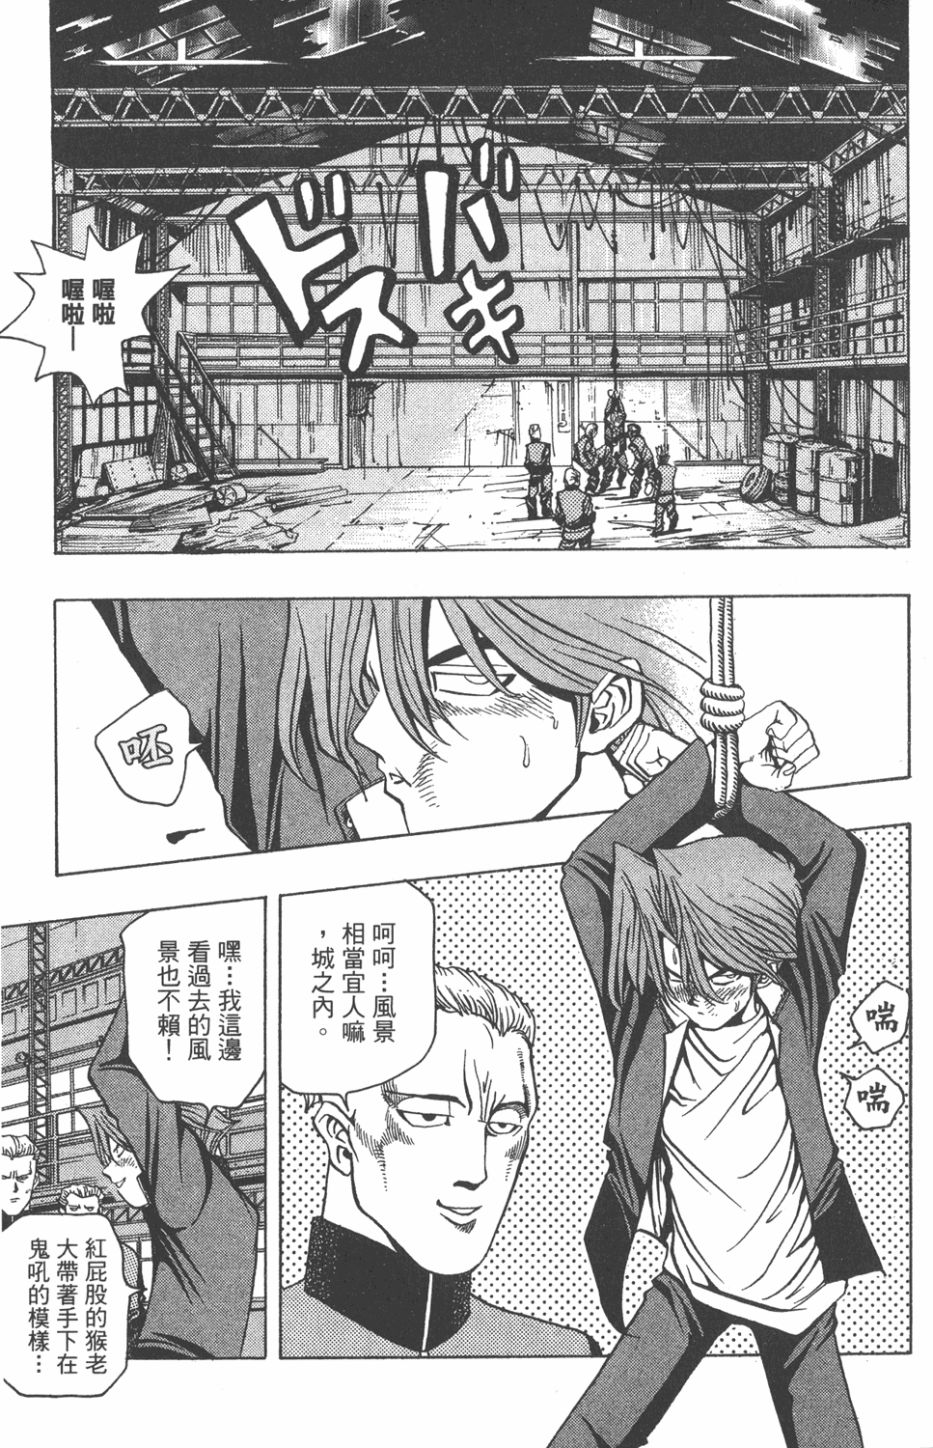 喔啦
喔啦—
ドズッ
バキ
呸
喘
喘
呵呵…風景
相當宜人嘛
，城之內。
嘿…我這邊
看過去的風
景也不賴！
紅屁股的猴老
大帶著手下在
鬼吼的模樣…